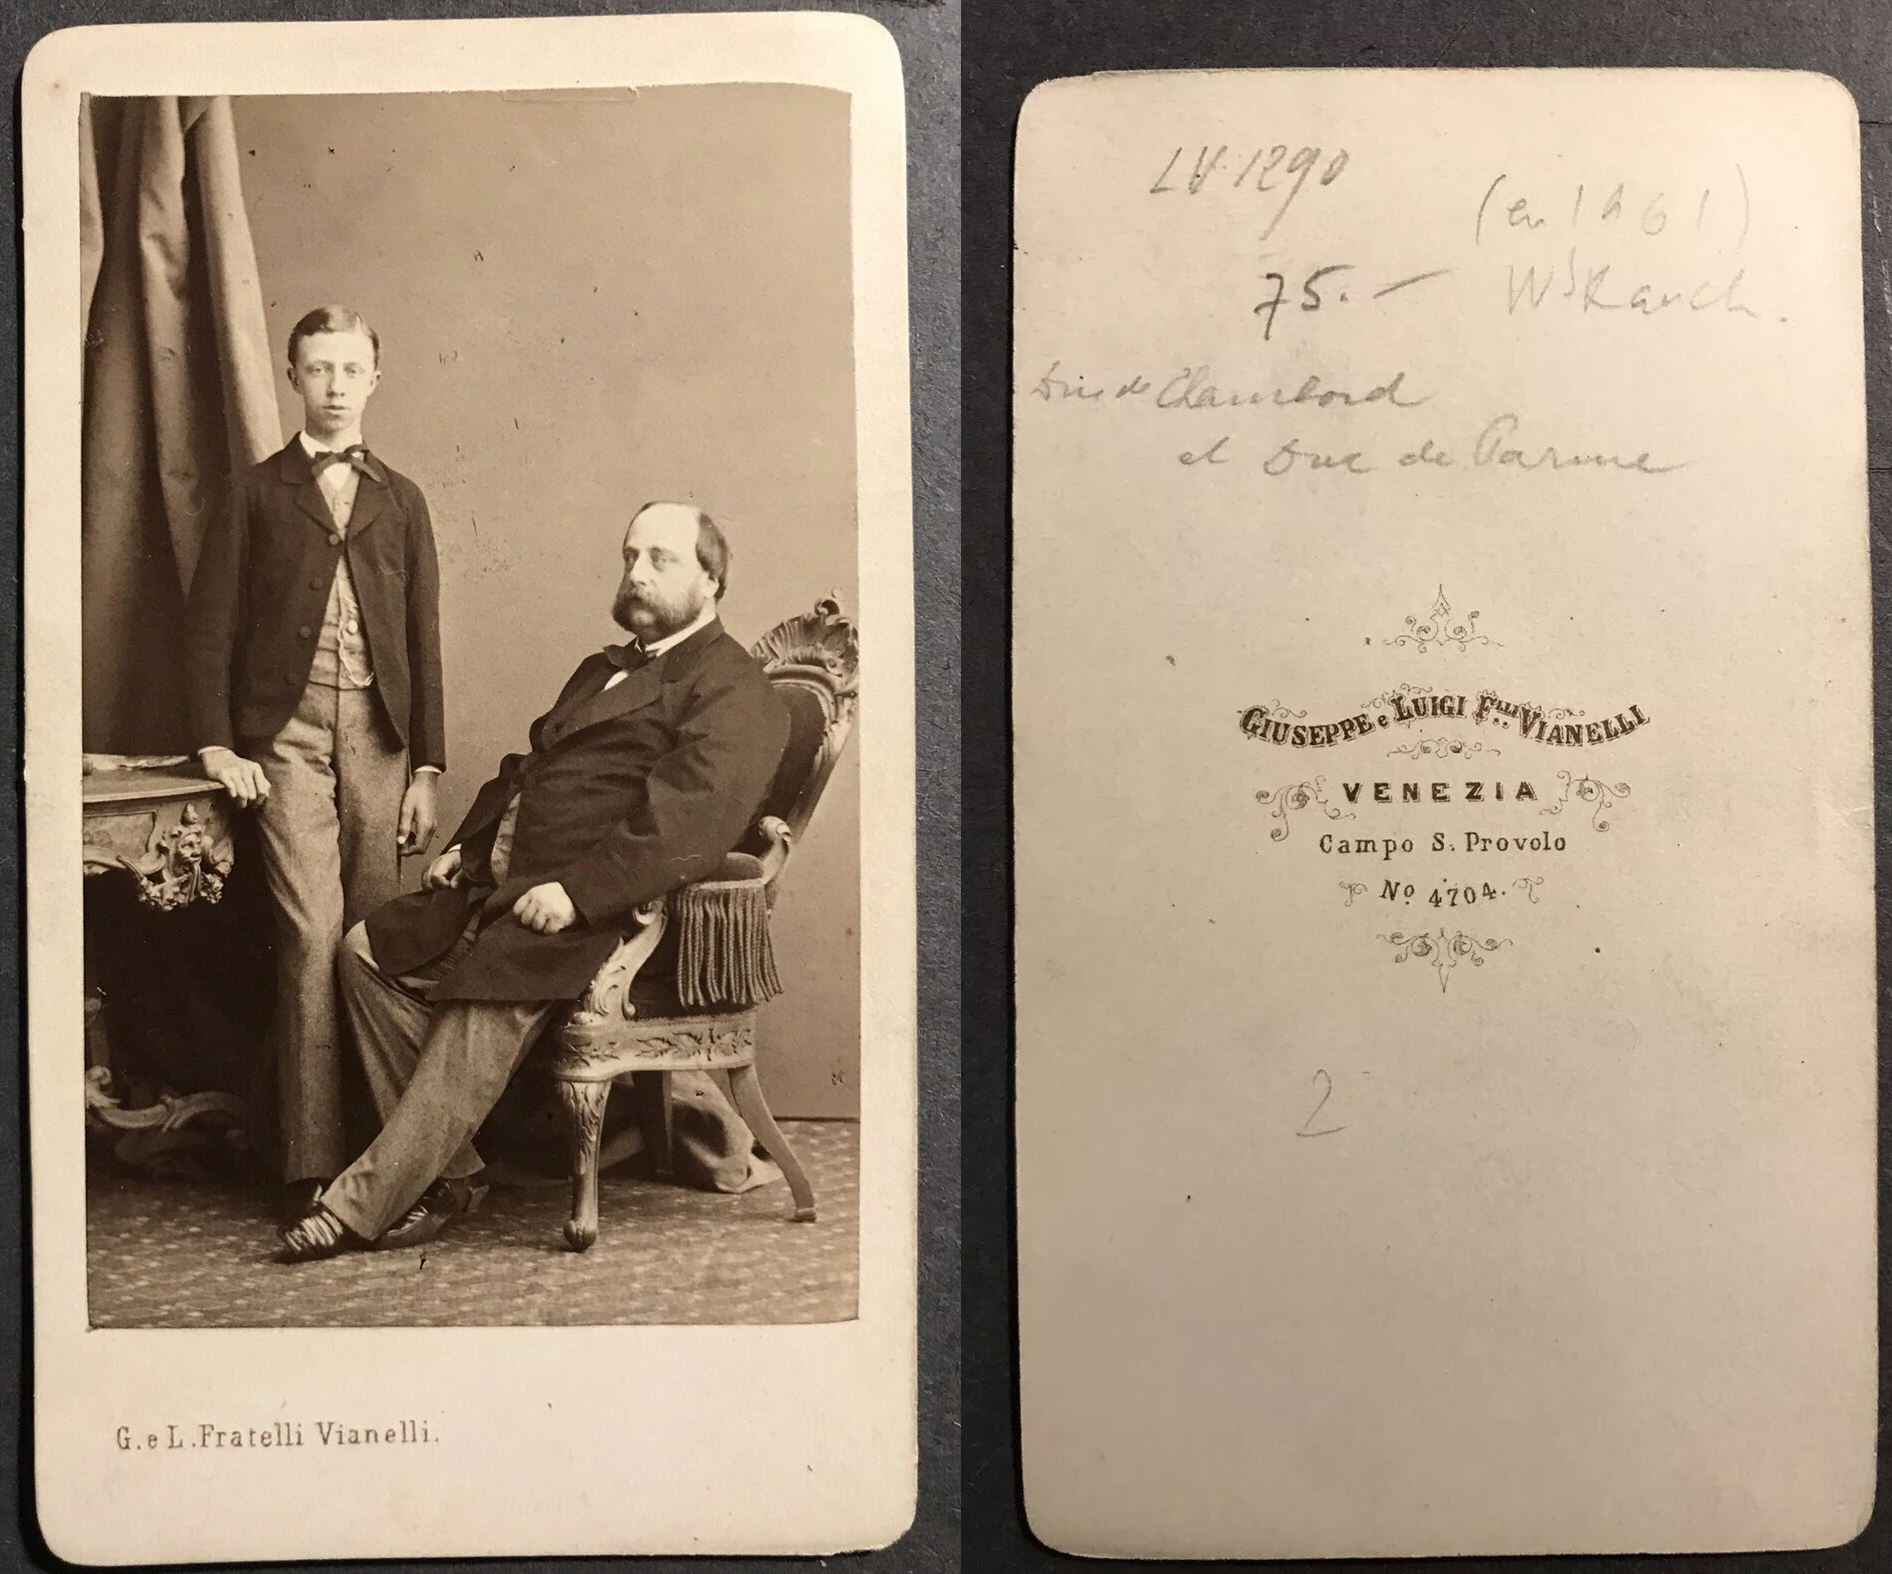 G. e L. Fratelli Vianelli.
LV. 1290
(en 1861)
75. —
Duc de Chambord
et Duc de Parme
GIUSEPPE e LUIGI Flli VIANELLI
VENEZIA
Campo S. Provolo
No 4704.
2